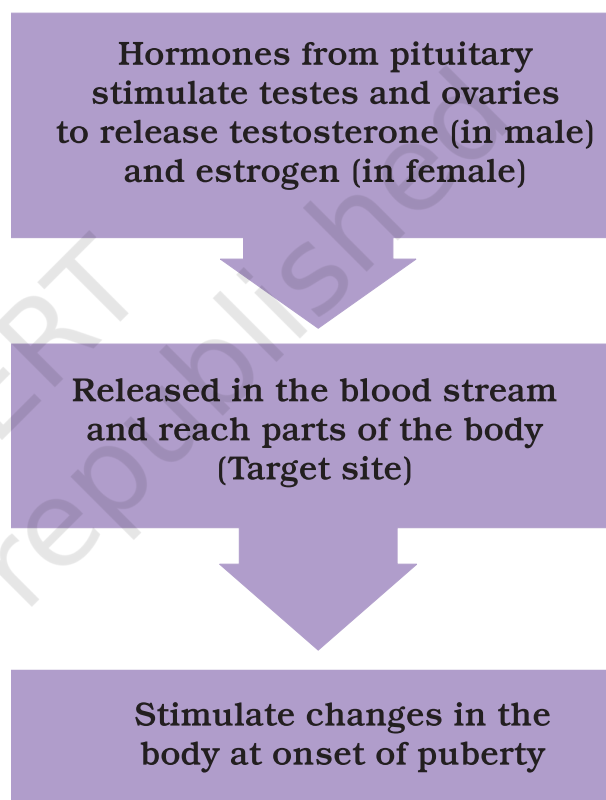 Hormones from pituitary
stimulate testes and ovaries
to release testosterone (in male)
and estrogen (in female)
Released in the blood stream
and reach parts of the body
(Target site)
Stimulate changes in the
body at onset of puberty
republished